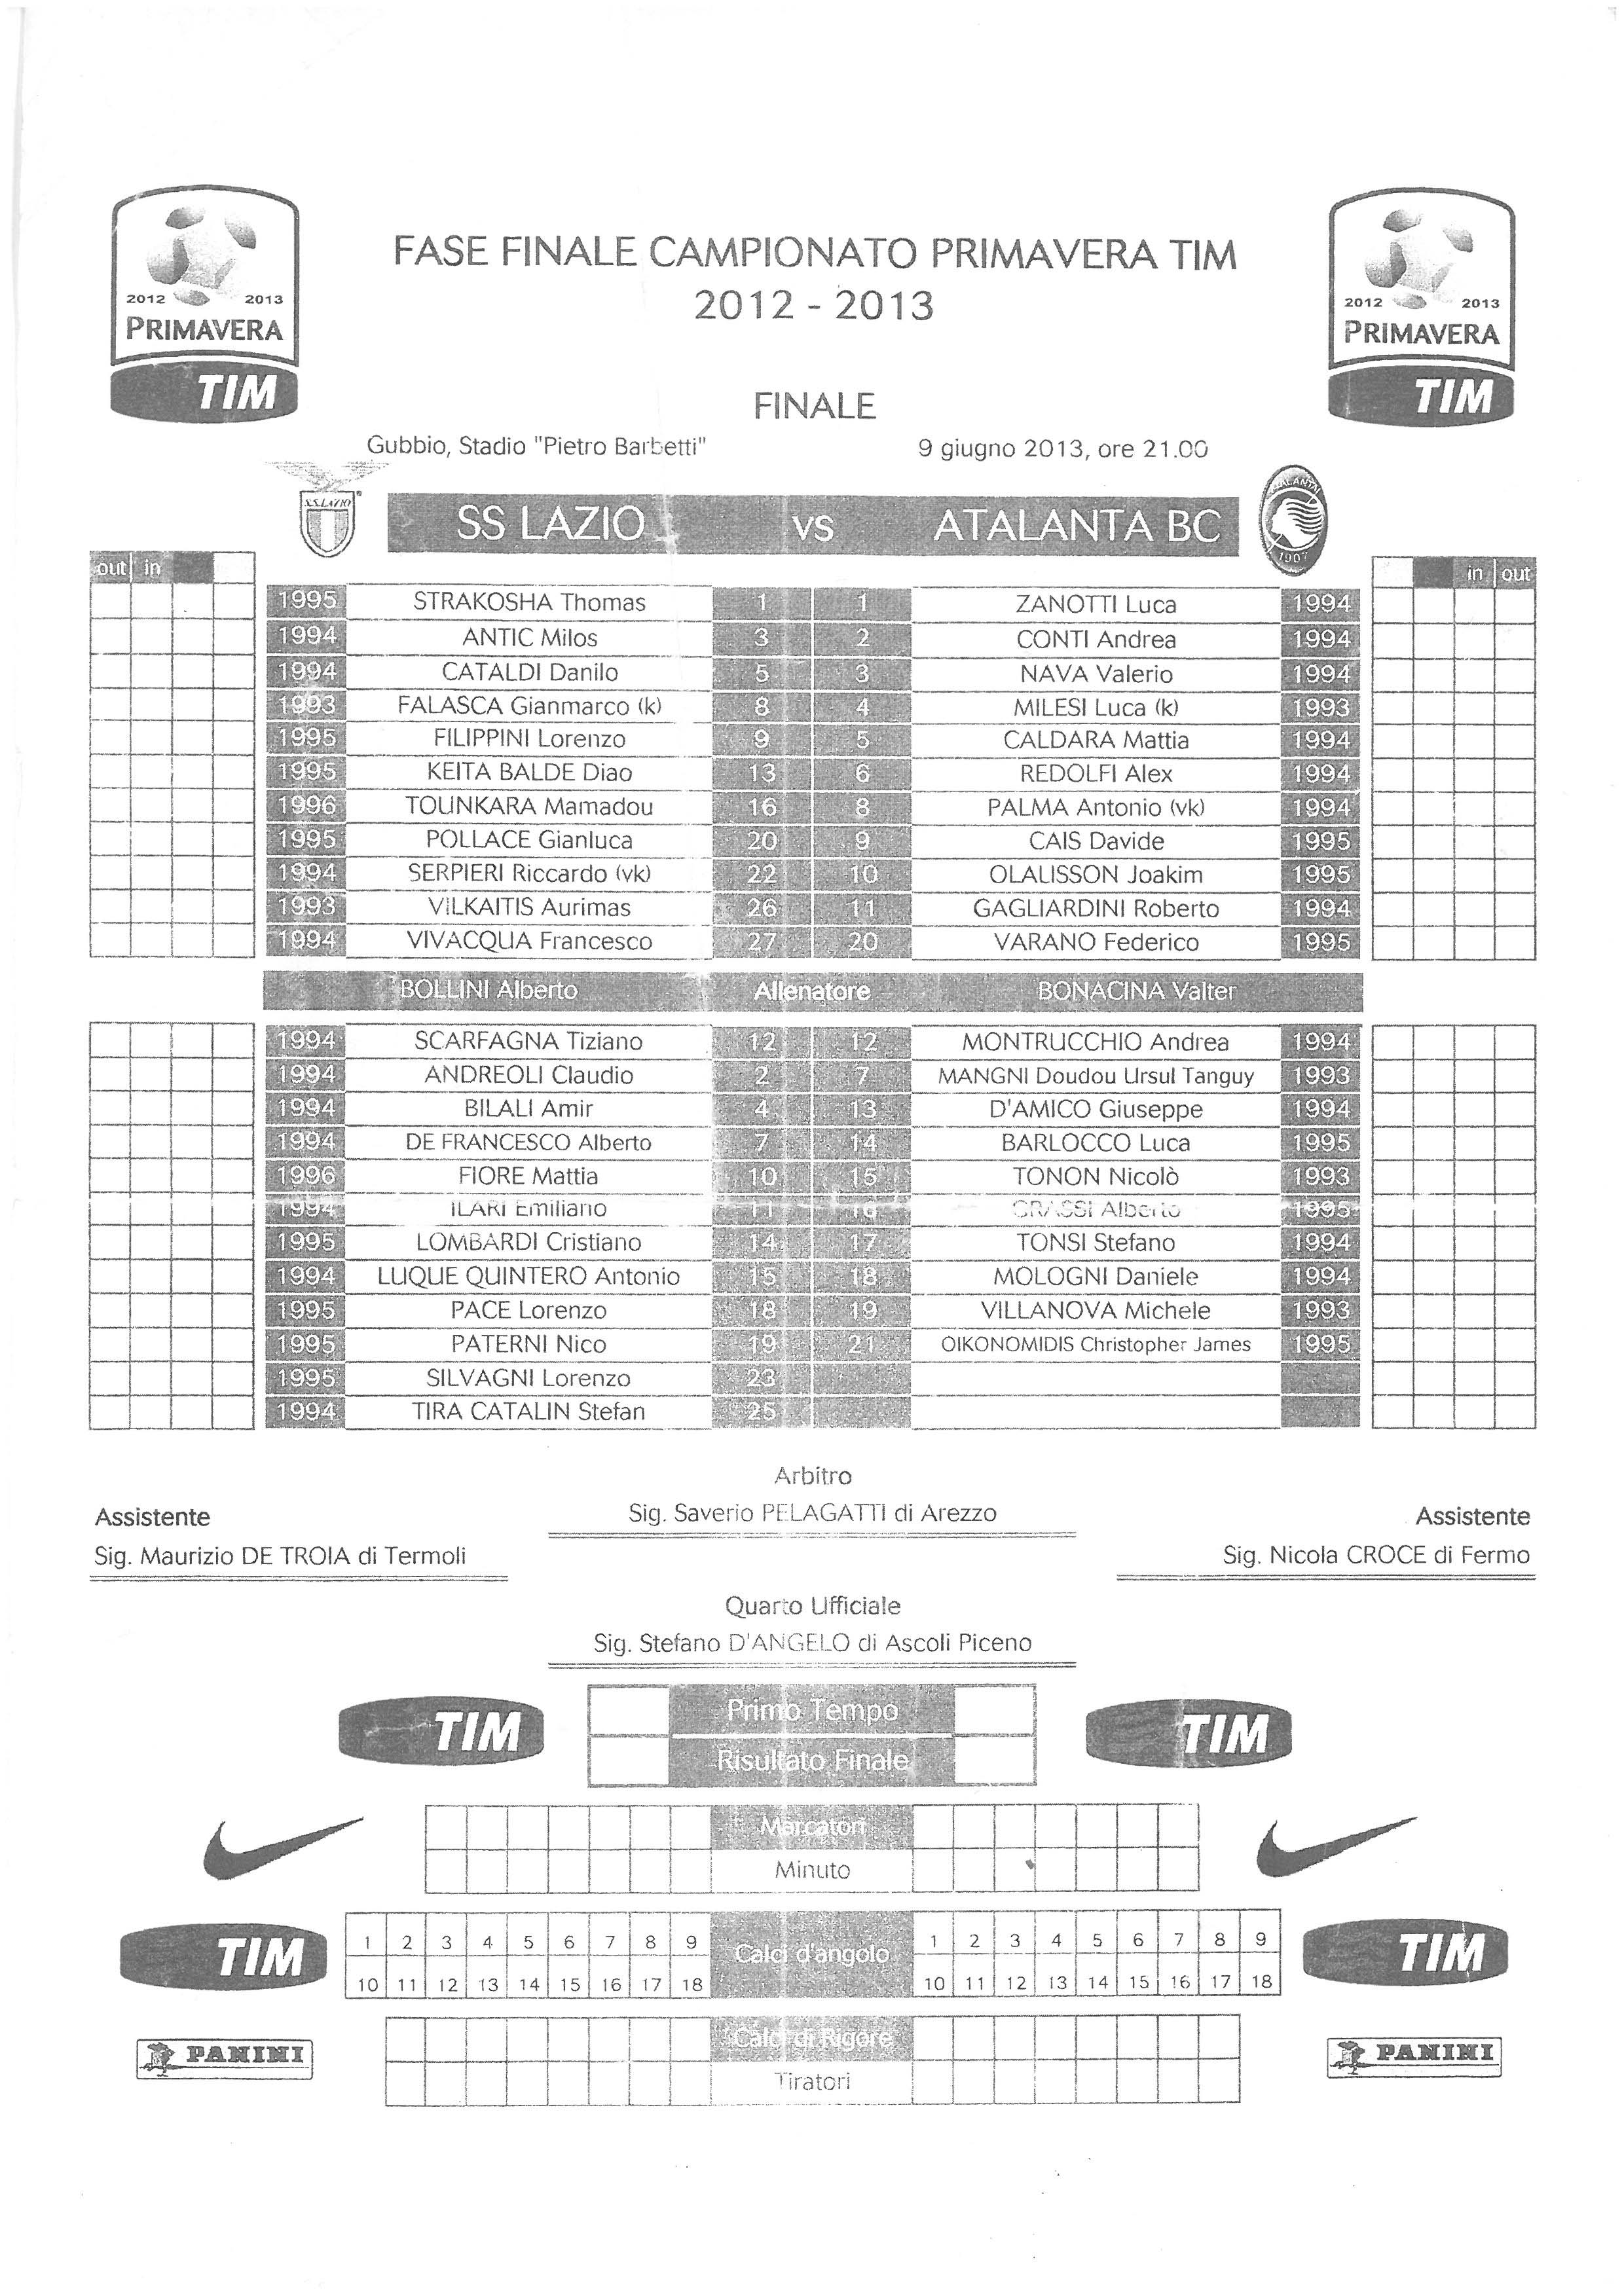 FASE FINALE CAMPIONATO PRIMAVERA TIM
2012 - 2013
2012 2013
PRIMAVERA
TIM
2012 2013
PRIMAVERA
TIM
FINALE
Gubbio, Stadio "Pietro Barbetti" 9 giugno 2013, ore 21.00
S.S.LAZIO SS LAZIO vs ATALANTA BC ATALANTA 1907
out in in out
1995 STRAKOSHA Thomas 1 1 ZANOTTI Luca 1994
1994 ANTIC Milos 3 2 CONTI Andrea 1994
1994 CATALDI Danilo 5 3 NAVA Valerio 1994
1993 FALASCA Gianmarco (k) 8 4 MILESI Luca (k) 1993
1995 FILIPPINI Lorenzo 9 5 CALDARA Mattia 1994
1995 KEITA BALDE Diao 13 6 REDOLFI Alex 1994
1996 TOUNKARA Mamadou 16 8 PALMA Antonio (vk) 1994
1995 POLLACE Gianluca 20 9 CAIS Davide 1995
1994 SERPIERI Riccardo (vk) 22 10 OLAUSSON Joakim 1995
1993 VILKAITIS Aurimas 26 11 GAGLIARDINI Roberto 1994
1994 VIVACQUA Francesco 27 20 VARANO Federico 1995
BOLLINI Alberto Allenatore BONACINA Valter
1994 SCARFAGNA Tiziano 12 12 MONTRUCCHIO Andrea 1994
1994 ANDREOLI Claudio 2 7 MANGNI Doudou Ursul Tanguy 1993
1994 BILALI Amir 4 13 D'AMICO Giuseppe 1994
1994 DE FRANCESCO Alberto 7 14 BARLOCCO Luca 1995
1996 FIORE Mattia 10 15 TONON Nicolò 1993
1994 ILARI Emiliano 11 16 GRASSI Alberto 1995
1995 LOMBARDI Cristiano 14 17 TONSI Stefano 1994
1994 LUQUE QUINTERO Antonio 15 18 MOLOGNI Daniele 1994
1995 PACE Lorenzo 18 19 VILLANOVA Michele 1993
1995 PATERNI Nico 19 21 OIKONOMIDIS Christopher James 1995
1995 SILVAGNI Lorenzo 23
1994 TIRA CATALIN Stefan 25
Arbitro
Assistente Sig. Saverio PELAGATTI di Arezzo Assistente
Sig. Maurizio DE TROIA di Termoli Sig. Nicola CROCE di Fermo
Quarto Ufficiale
Sig. Stefano D'ANGELO di Ascoli Piceno
TIM Primo Tempo TIM
Risultato Finale
Marcatori
Minuto
TIM 1 2 3 4 5 6 7 8 9 Calci d'angolo 1 2 3 4 5 6 7 8 9 TIM
10 11 12 13 14 15 16 17 18 10 11 12 13 14 15 16 17 18
Calci di Rigore
PANINI PANINI
Tiratori